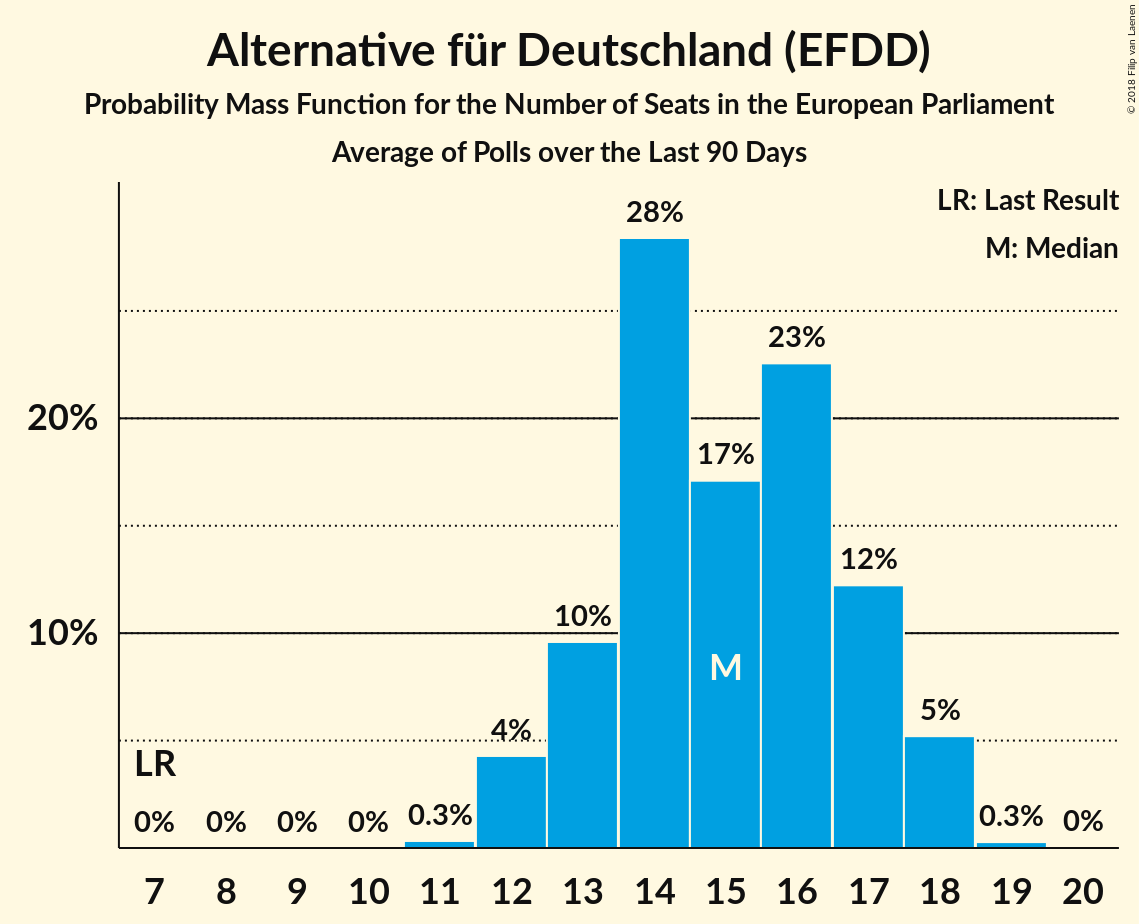 Alternative für Deutschland (EFDD)
Probability Mass Function for the Number of Seats in the European Parliament
Average of Polls over the Last 90 Days
© 2018 Filip van Laenen
LR: Last Result
M: Median
28%
23%
20%
17%
12%
10%
10%
M
5%
4%
LR
0% 0% 0% 0% 0.3% 0.3% 0%
7 8 9 10 11 12 13 14 15 16 17 18 19 20